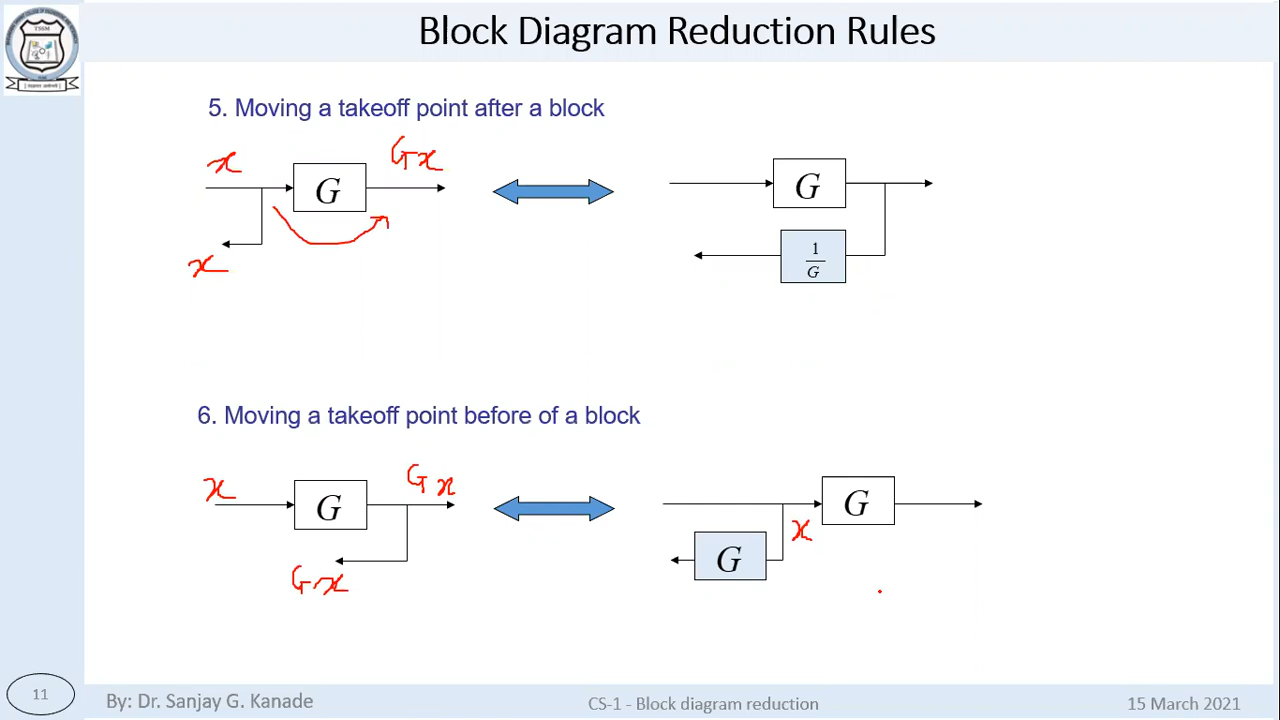 Block Diagram Reduction Rules
TSSM
5. Moving a takeoff point after a block
x
Gx
G
G
x
1
G
6. Moving a takeoff point before of a block
x
Gx
G
G
x
Gx
G
11
By: Dr. Sanjay G. Kanade
CS-1 - Block diagram reduction
15 March 2021